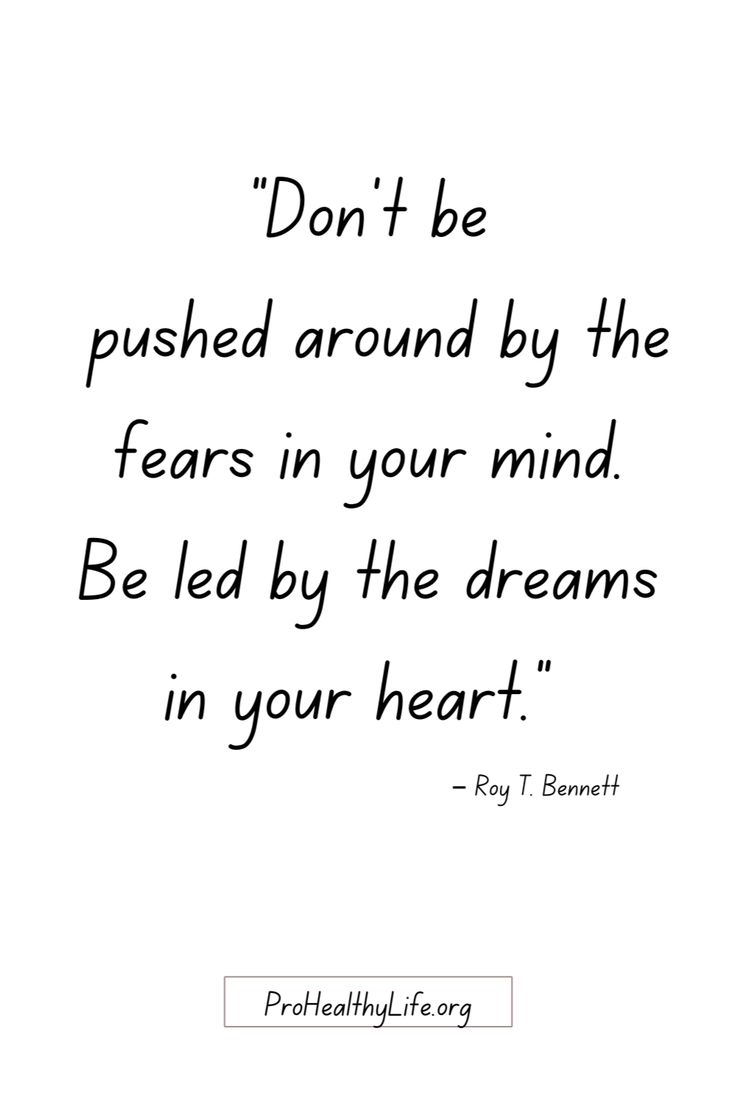 "Don't be
pushed around by the
fears in your mind.
Be led by the dreams
in your heart."
– Roy T. Bennett
ProHealthyLife.org